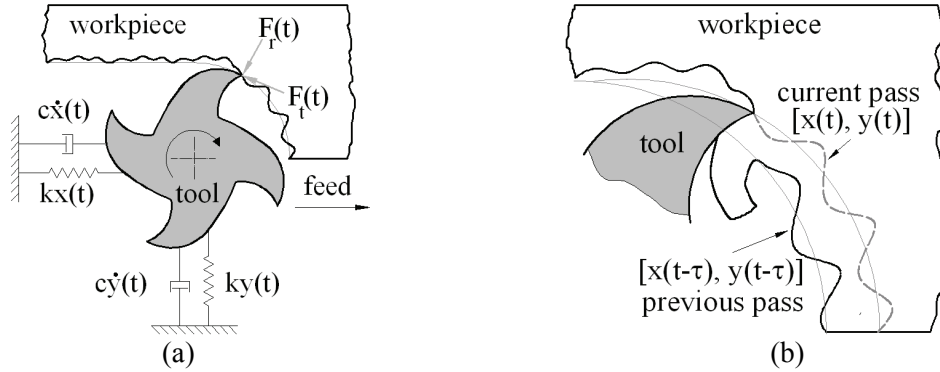 workpiece
F_r(t)
F_t(t)
cẋ(t)
kx(t)
tool
feed
cẏ(t)
ky(t)
(a)
workpiece
current pass
[x(t), y(t)]
tool
[x(t-τ), y(t-τ)]
previous pass
(b)